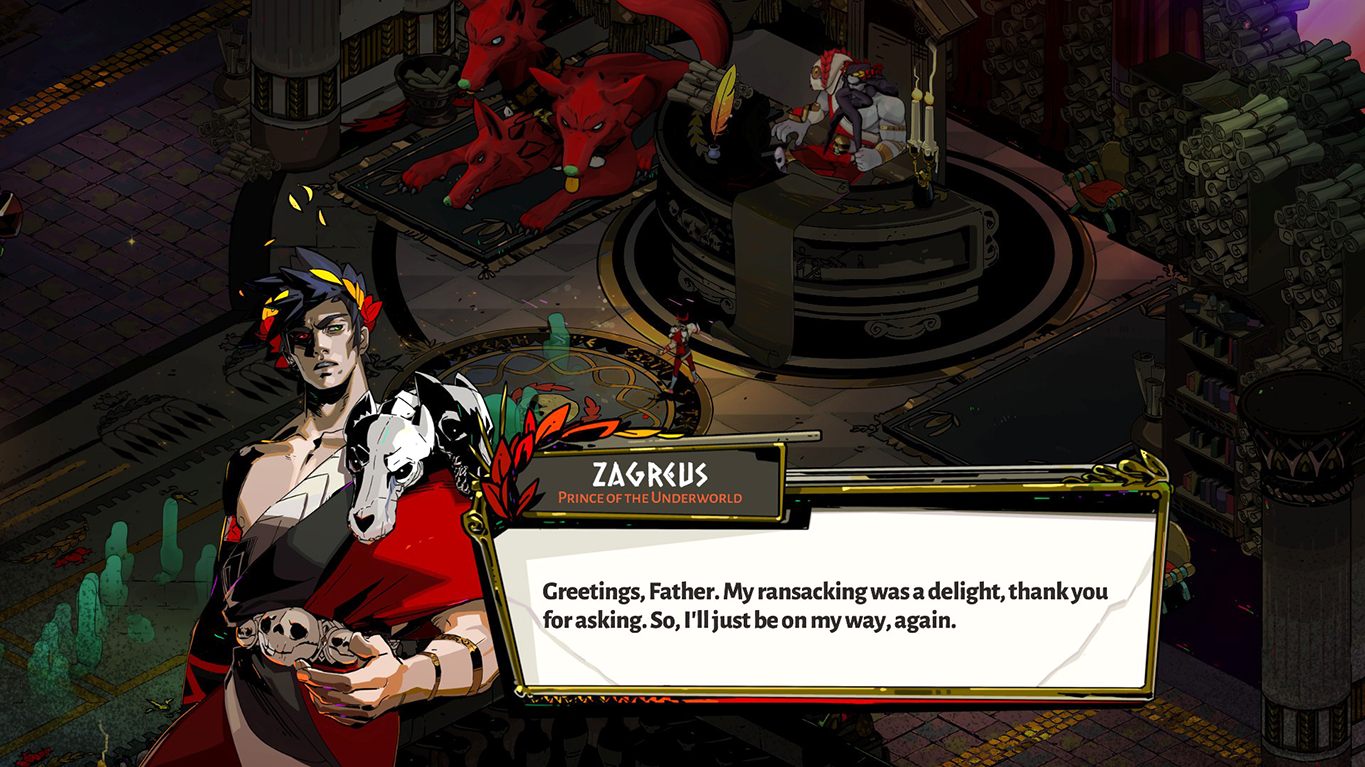 ZAGREUS
PRINCE OF THE UNDERWORLD
Greetings, Father. My ransacking was a delight, thank you
for asking. So, I'll just be on my way, again.